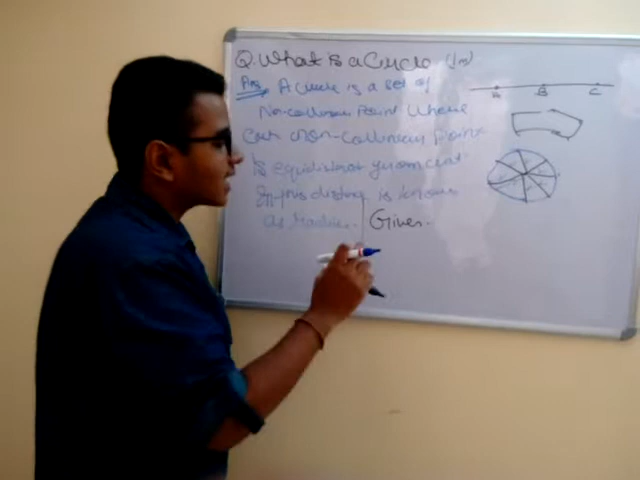 Q. What is a Circle (1m)
Ans A Circle is a set of
Non-collinear Point Where
each non-collinear Point
is equidistant from cent
this distance is known
as Radius. Given.
A B C